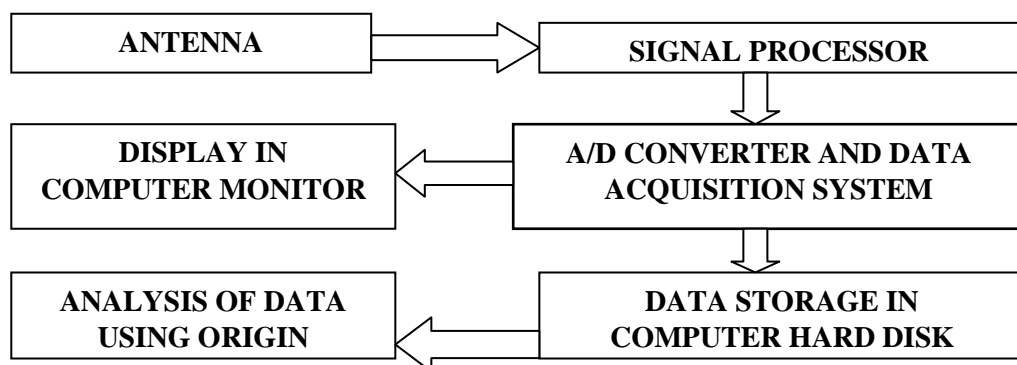 ANTENNA
SIGNAL PROCESSOR
DISPLAY IN
COMPUTER MONITOR
A/D CONVERTER AND DATA
ACQUISITION SYSTEM
ANALYSIS OF DATA
USING ORIGIN
DATA STORAGE IN
COMPUTER HARD DISK